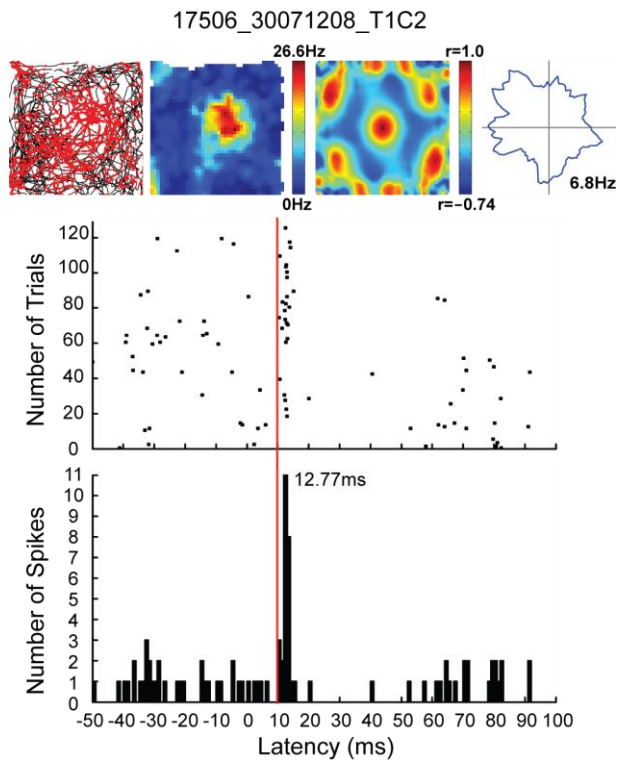 17506_30071208_T1C2
26.6Hz r=1.0
0Hz r=−0.74
6.8Hz
Number of Trials
120
100
80
60
40
20
0
Number of Spikes
11
10
9
8
7
6
5
4
3
2
1
0
12.77ms
-50 -40 -30 -20 -10 0 10 20 30 40 50 60 70 80 90 100
Latency (ms)